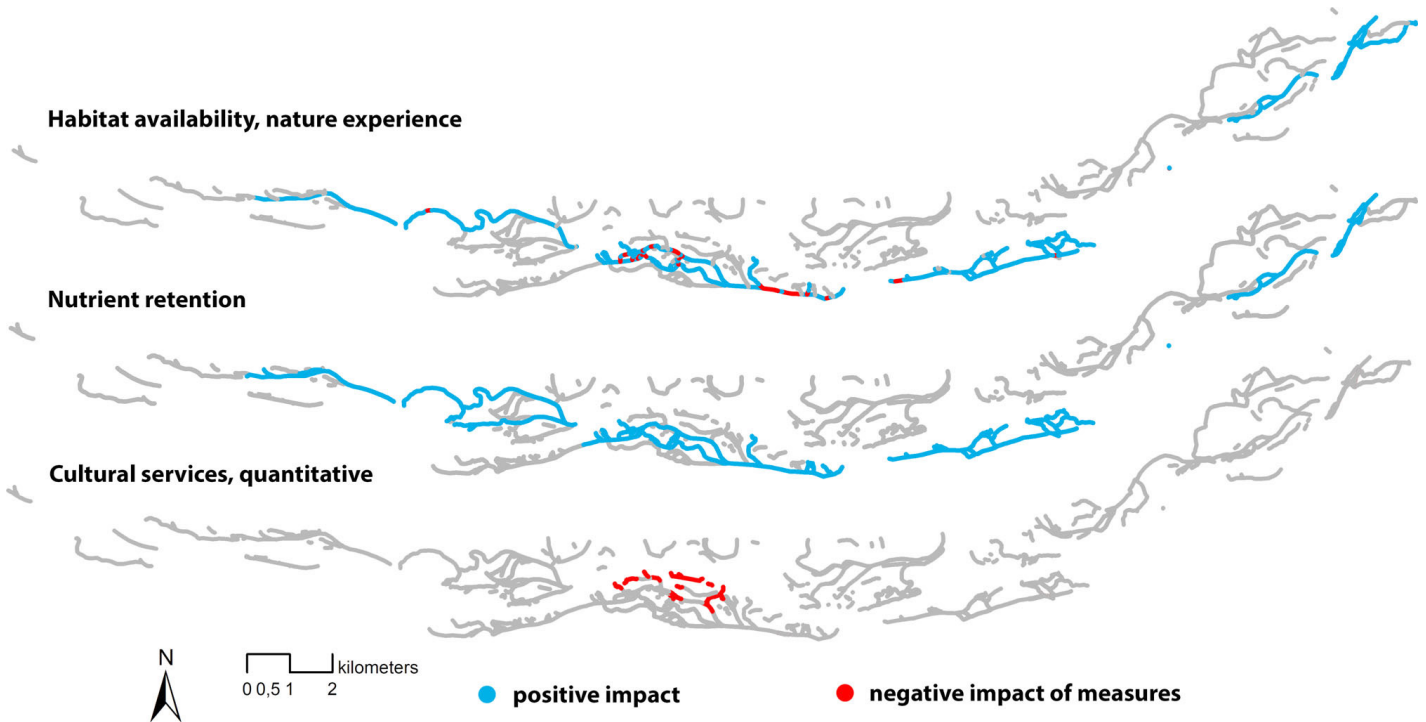 Habitat availability, nature experience
Nutrient retention
Cultural services, quantitative
N
kilometers
0 0,5 1 2
positive impact
negative impact of measures